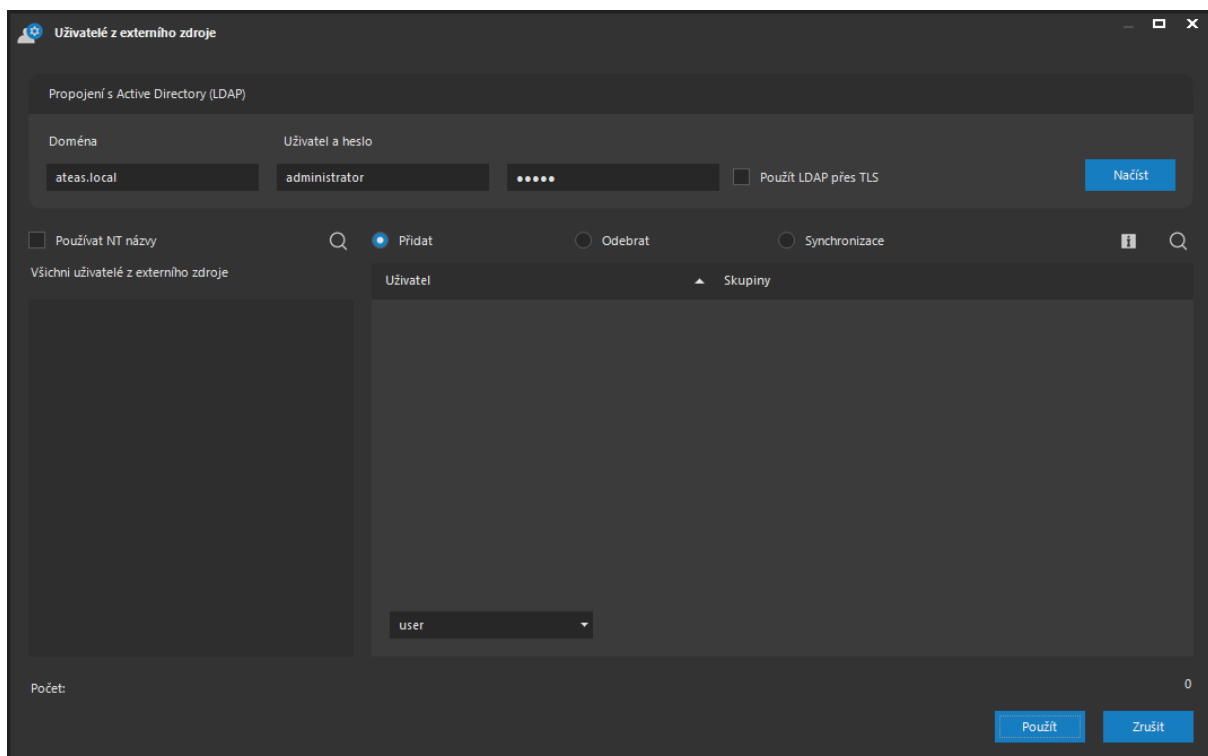 Uživatelé z externího zdroje
Propojení s Active Directory (LDAP)
Doména
Uživatel a heslo
ateas.local
administrator
•••••
Použít LDAP přes TLS
Načíst
Používat NT názvy
Přidat
Odebrat
Synchronizace
Všichni uživatelé z externího zdroje
Uživatel
Skupiny
user
Počet:
0
Použít
Zrušit